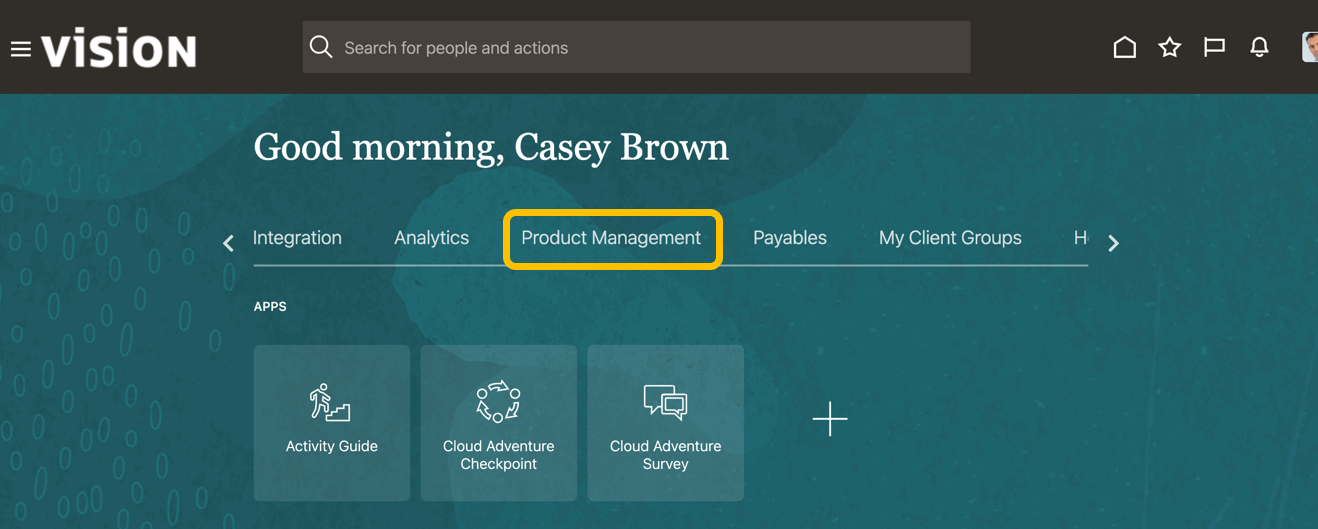 vision
Search for people and actions
Good morning, Casey Brown
Integration Analytics Product Management Payables My Client Groups
APPS
Activity Guide
Cloud Adventure
Checkpoint
Cloud Adventure
Survey